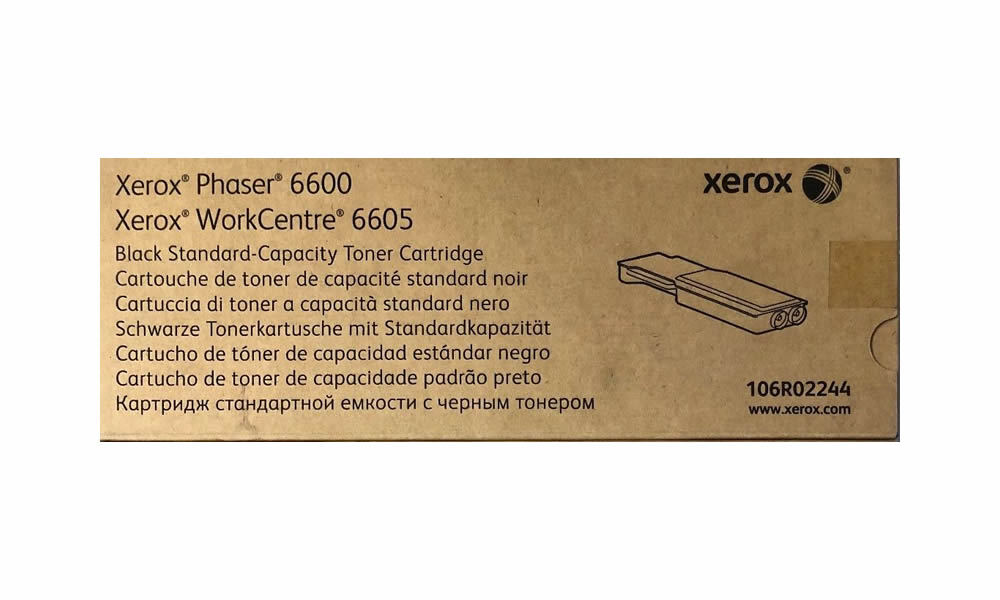 Xerox® Phaser® 6600
Xerox® WorkCentre® 6605
Black Standard-Capacity Toner Cartridge
Cartouche de toner de capacité standard noir
Cartuccia di toner a capacità standard nero
Schwarze Tonerkartusche mit Standardkapazität
Cartucho de tóner de capacidad estándar negro
Cartucho de toner de capacidade padrão preto
Картридж стандартной емкости с черным тонером
xerox ®
106R02244
www.xerox.com